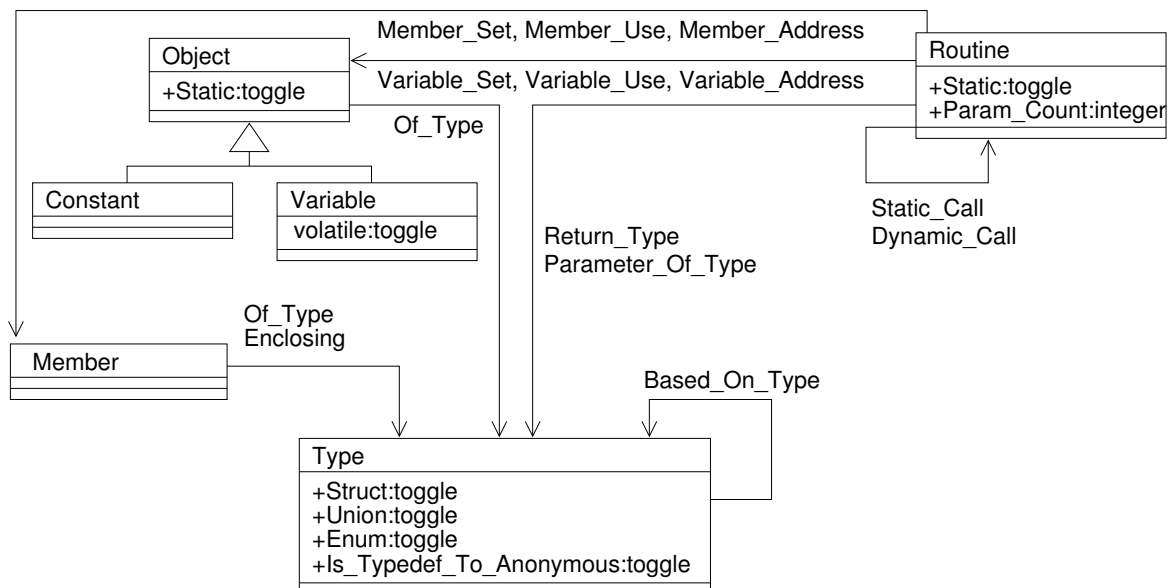 Member_Set, Member_Use, Member_Address
Object
+Static:toggle
Variable_Set, Variable_Use, Variable_Address
Routine
+Static:toggle
+Param_Count:integer
Of_Type
Constant
Variable
volatile:toggle
Static_Call
Dynamic_Call
Return_Type
Parameter_Of_Type
Of_Type
Enclosing
Member
Based_On_Type
Type
+Struct:toggle
+Union:toggle
+Enum:toggle
+Is_Typedef_To_Anonymous:toggle